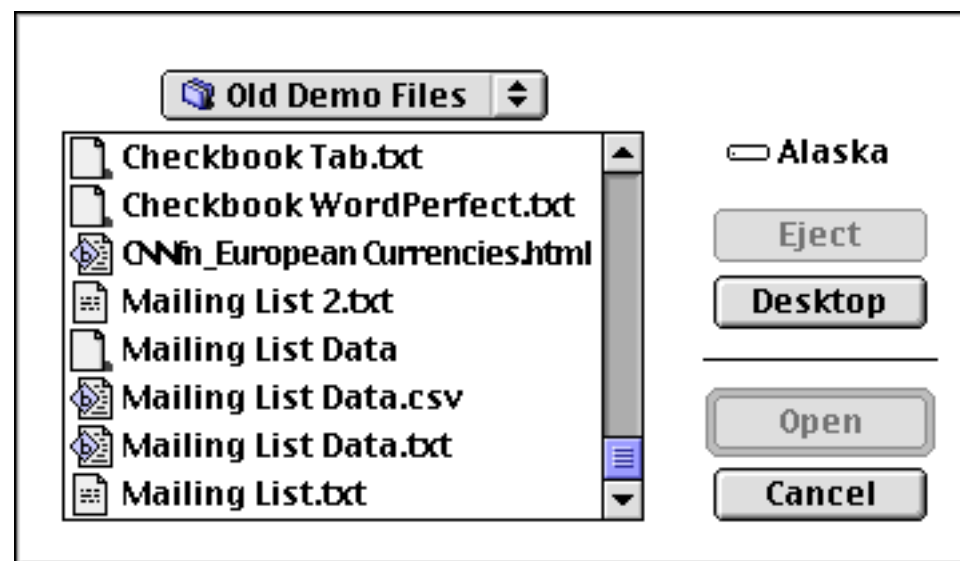 Old Demo Files
Checkbook Tab.txt
Checkbook WordPerfect.txt
CNNfn_European Currencies.html
Mailing List 2.txt
Mailing List Data
Mailing List Data.csv
Mailing List Data.txt
Mailing List.txt
Alaska
Eject
Desktop
Open
Cancel